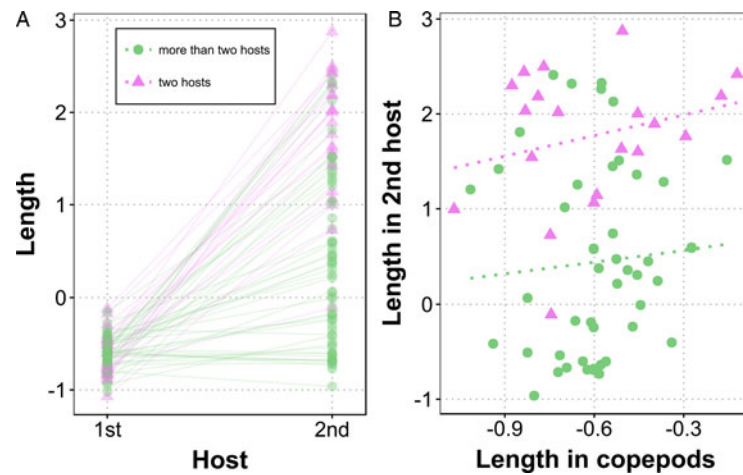 A
Length
3
2
1
0
-1
more than two hosts
two hosts
1st
2nd
Host
B
Length in 2nd host
3
2
1
0
-1
-0.9
-0.6
-0.3
Length in copepods